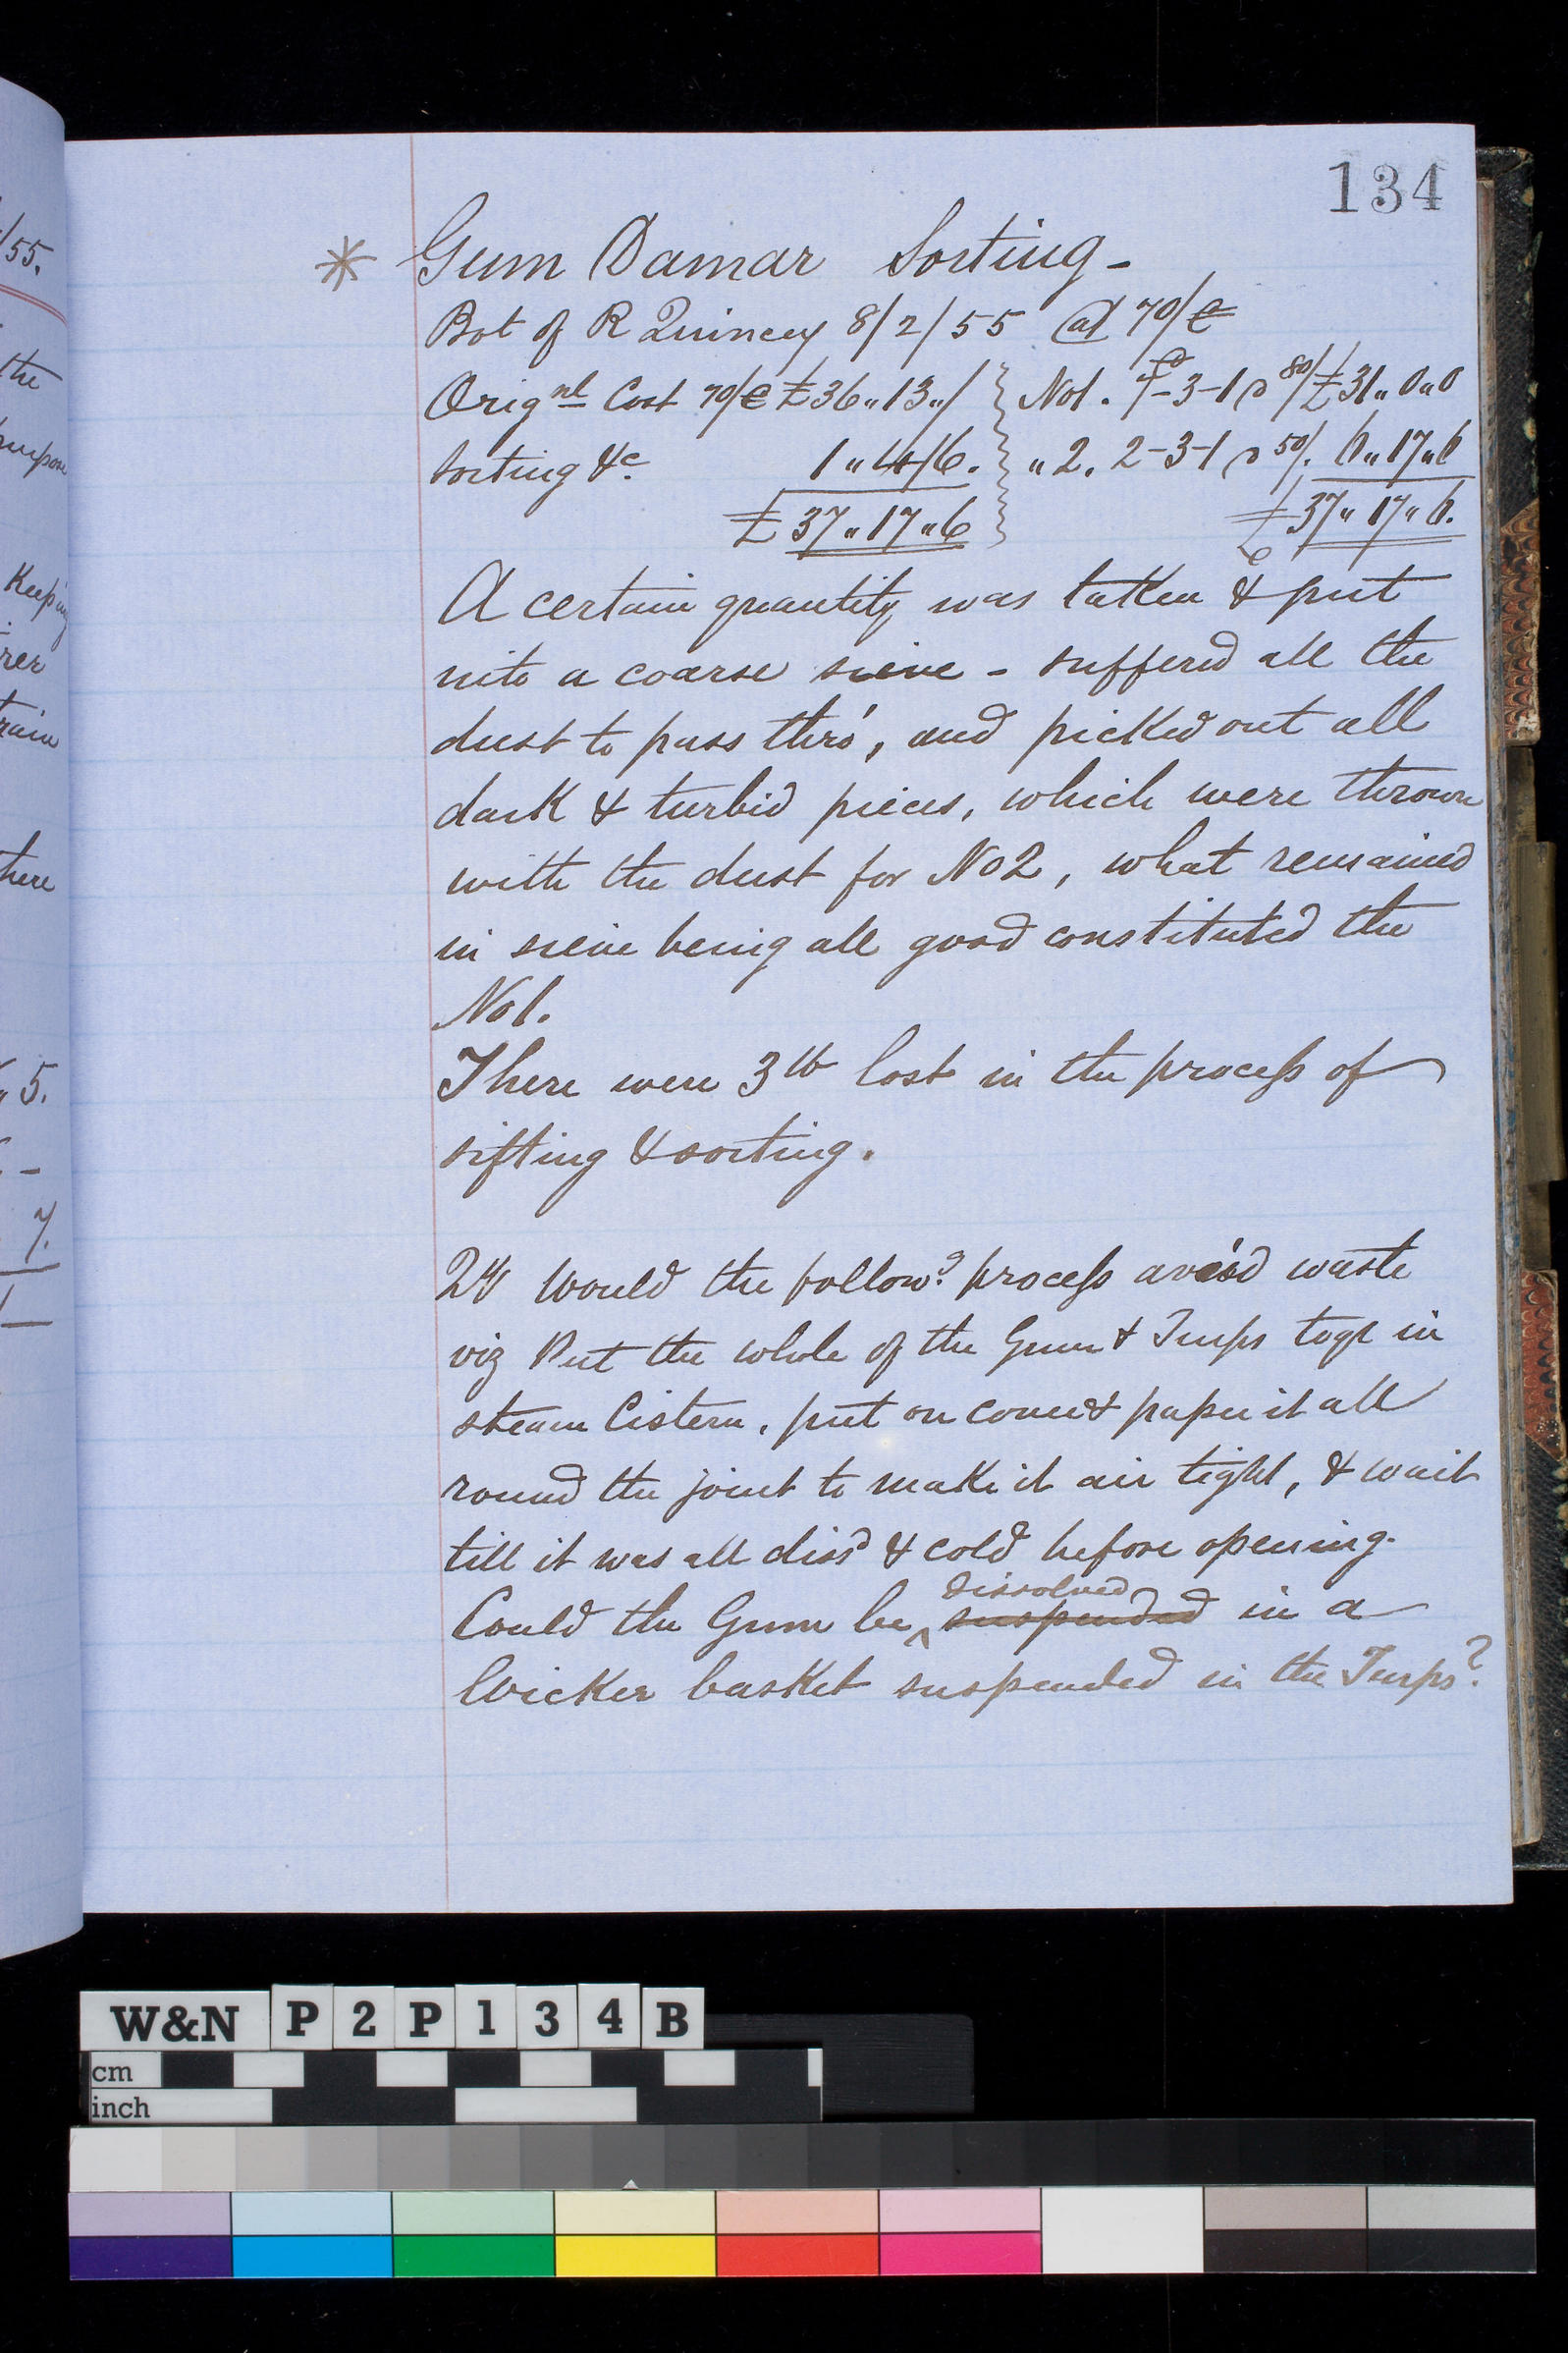 134
* Gum Damar Sorting -
Bot of R Quincey 8/2/55 @ 70/C
Orignl Cost 70/C £36"13"/ No1. 7-3-1 @ 80/ £31"0"0
Sorting &c 1"4"6. "2. 2-3-1 @ 50/. 6"17"6
£37"17"6 £37"17"6.
A certain quantity was taken & put
into a coarse sieve - suffered all the
dust to pass thro', and picked out all
dark & turbid pieces, which were thrown
with the dust for No2, what remained
in sieve being all good constituted the
No1.
There were 3lb lost in the process of
sifting & sorting.
Would the followg process avoid waste
viz Put the whole of the Gum & Turps togr in
steam Cistern, put on cover & paper it all
round the joint to make it air tight, & wait
till it was all dissd & cold before opening.
dissolved
Could the Gum be suspended in a
Wicker basket suspended in the Turps?
/55.
the
purpose
Keeping
rer
rain
here
" 5.
-
7.
W&N P 2 P 1 3 4 B
cm
inch